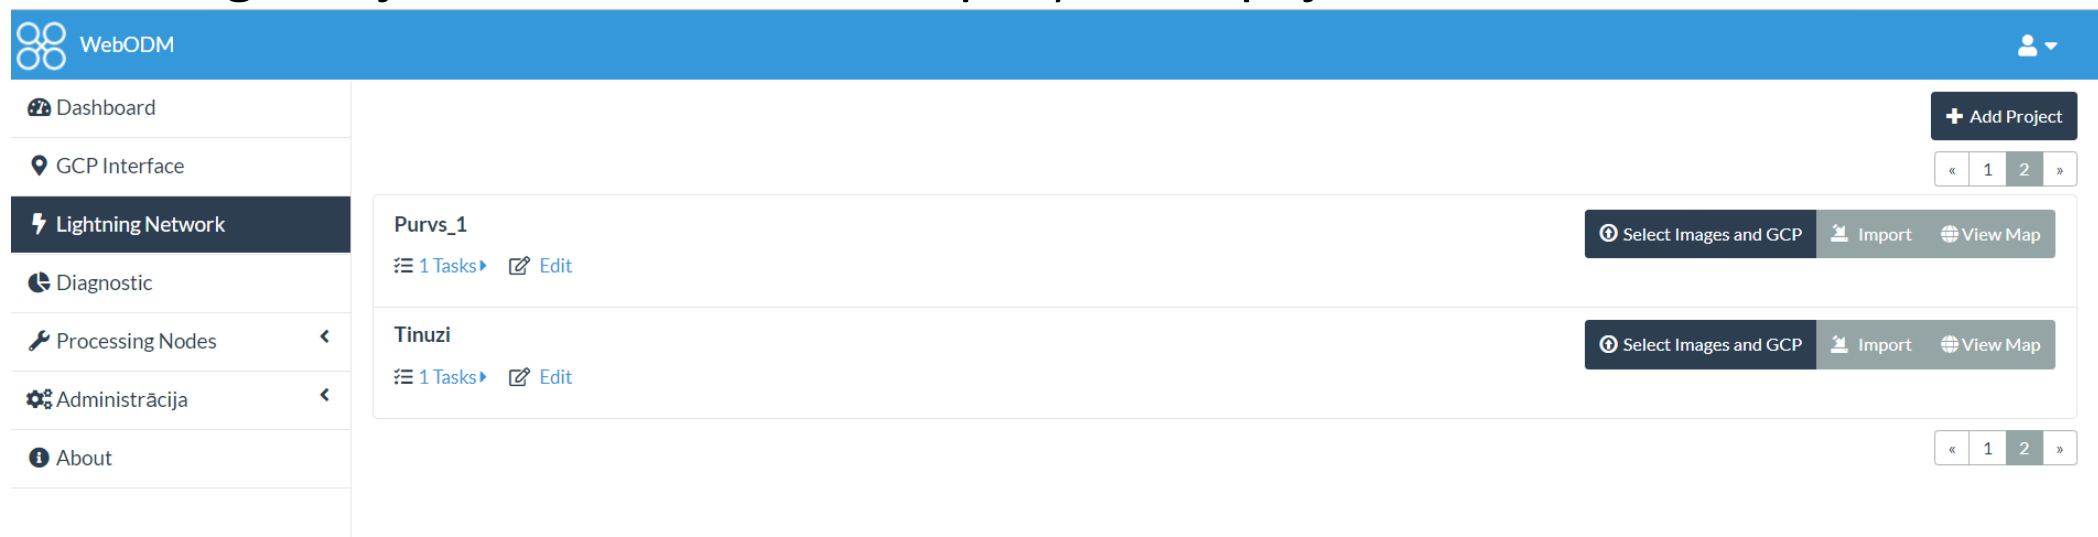 WebODM
Dashboard
GCP Interface
Lightning Network
Diagnostic
Processing Nodes
Administrācija
About
Add Project
« 1 2 »
Purvs_1
Select Images and GCP Import View Map
1 Tasks Edit
Tinuzi
Select Images and GCP Import View Map
1 Tasks Edit
« 1 2 »